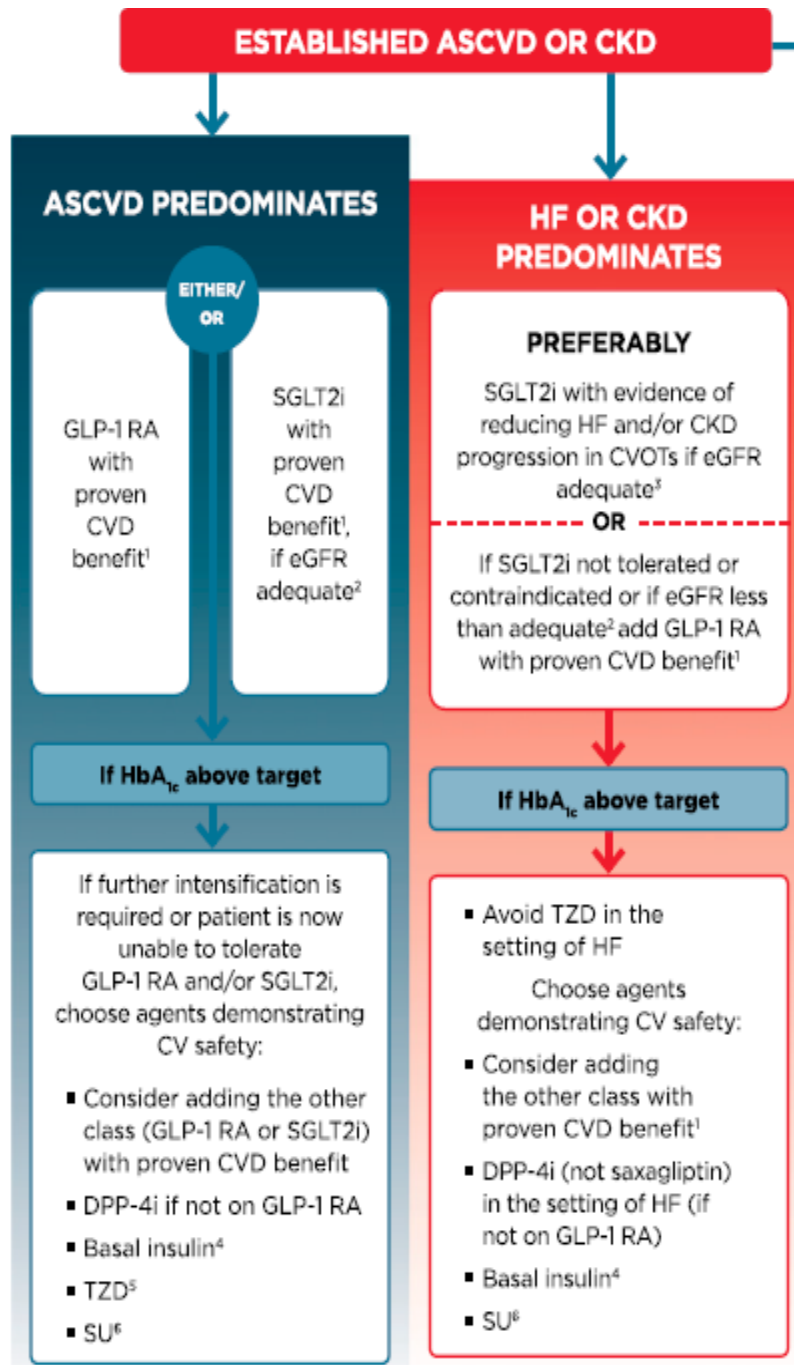 ESTABLISHED ASCVD OR CKD
ASCVD PREDOMINATES
EITHER/
OR
GLP-1 RA
with
proven
CVD
benefit¹
SGLT2i
with
proven
CVD
benefit¹,
if eGFR
adequate²
If HbA₁c above target
If further intensification is
required or patient is now
unable to tolerate
GLP-1 RA and/or SGLT2i,
choose agents demonstrating
CV safety:
▪ Consider adding the other
class (GLP-1 RA or SGLT2i)
with proven CVD benefit
▪ DPP-4i if not on GLP-1 RA
▪ Basal insulin⁴
▪ TZD⁵
▪ SU⁶
HF OR CKD
PREDOMINATES
PREFERABLY
SGLT2i with evidence of
reducing HF and/or CKD
progression in CVOTs if eGFR
adequate³
OR
If SGLT2i not tolerated or
contraindicated or if eGFR less
than adequate² add GLP-1 RA
with proven CVD benefit¹
If HbA₁c above target
▪ Avoid TZD in the
setting of HF
Choose agents
demonstrating CV safety:
▪ Consider adding
the other class with
proven CVD benefit¹
▪ DPP-4i (not saxagliptin)
in the setting of HF (if
not on GLP-1 RA)
▪ Basal insulin⁴
▪ SU⁶